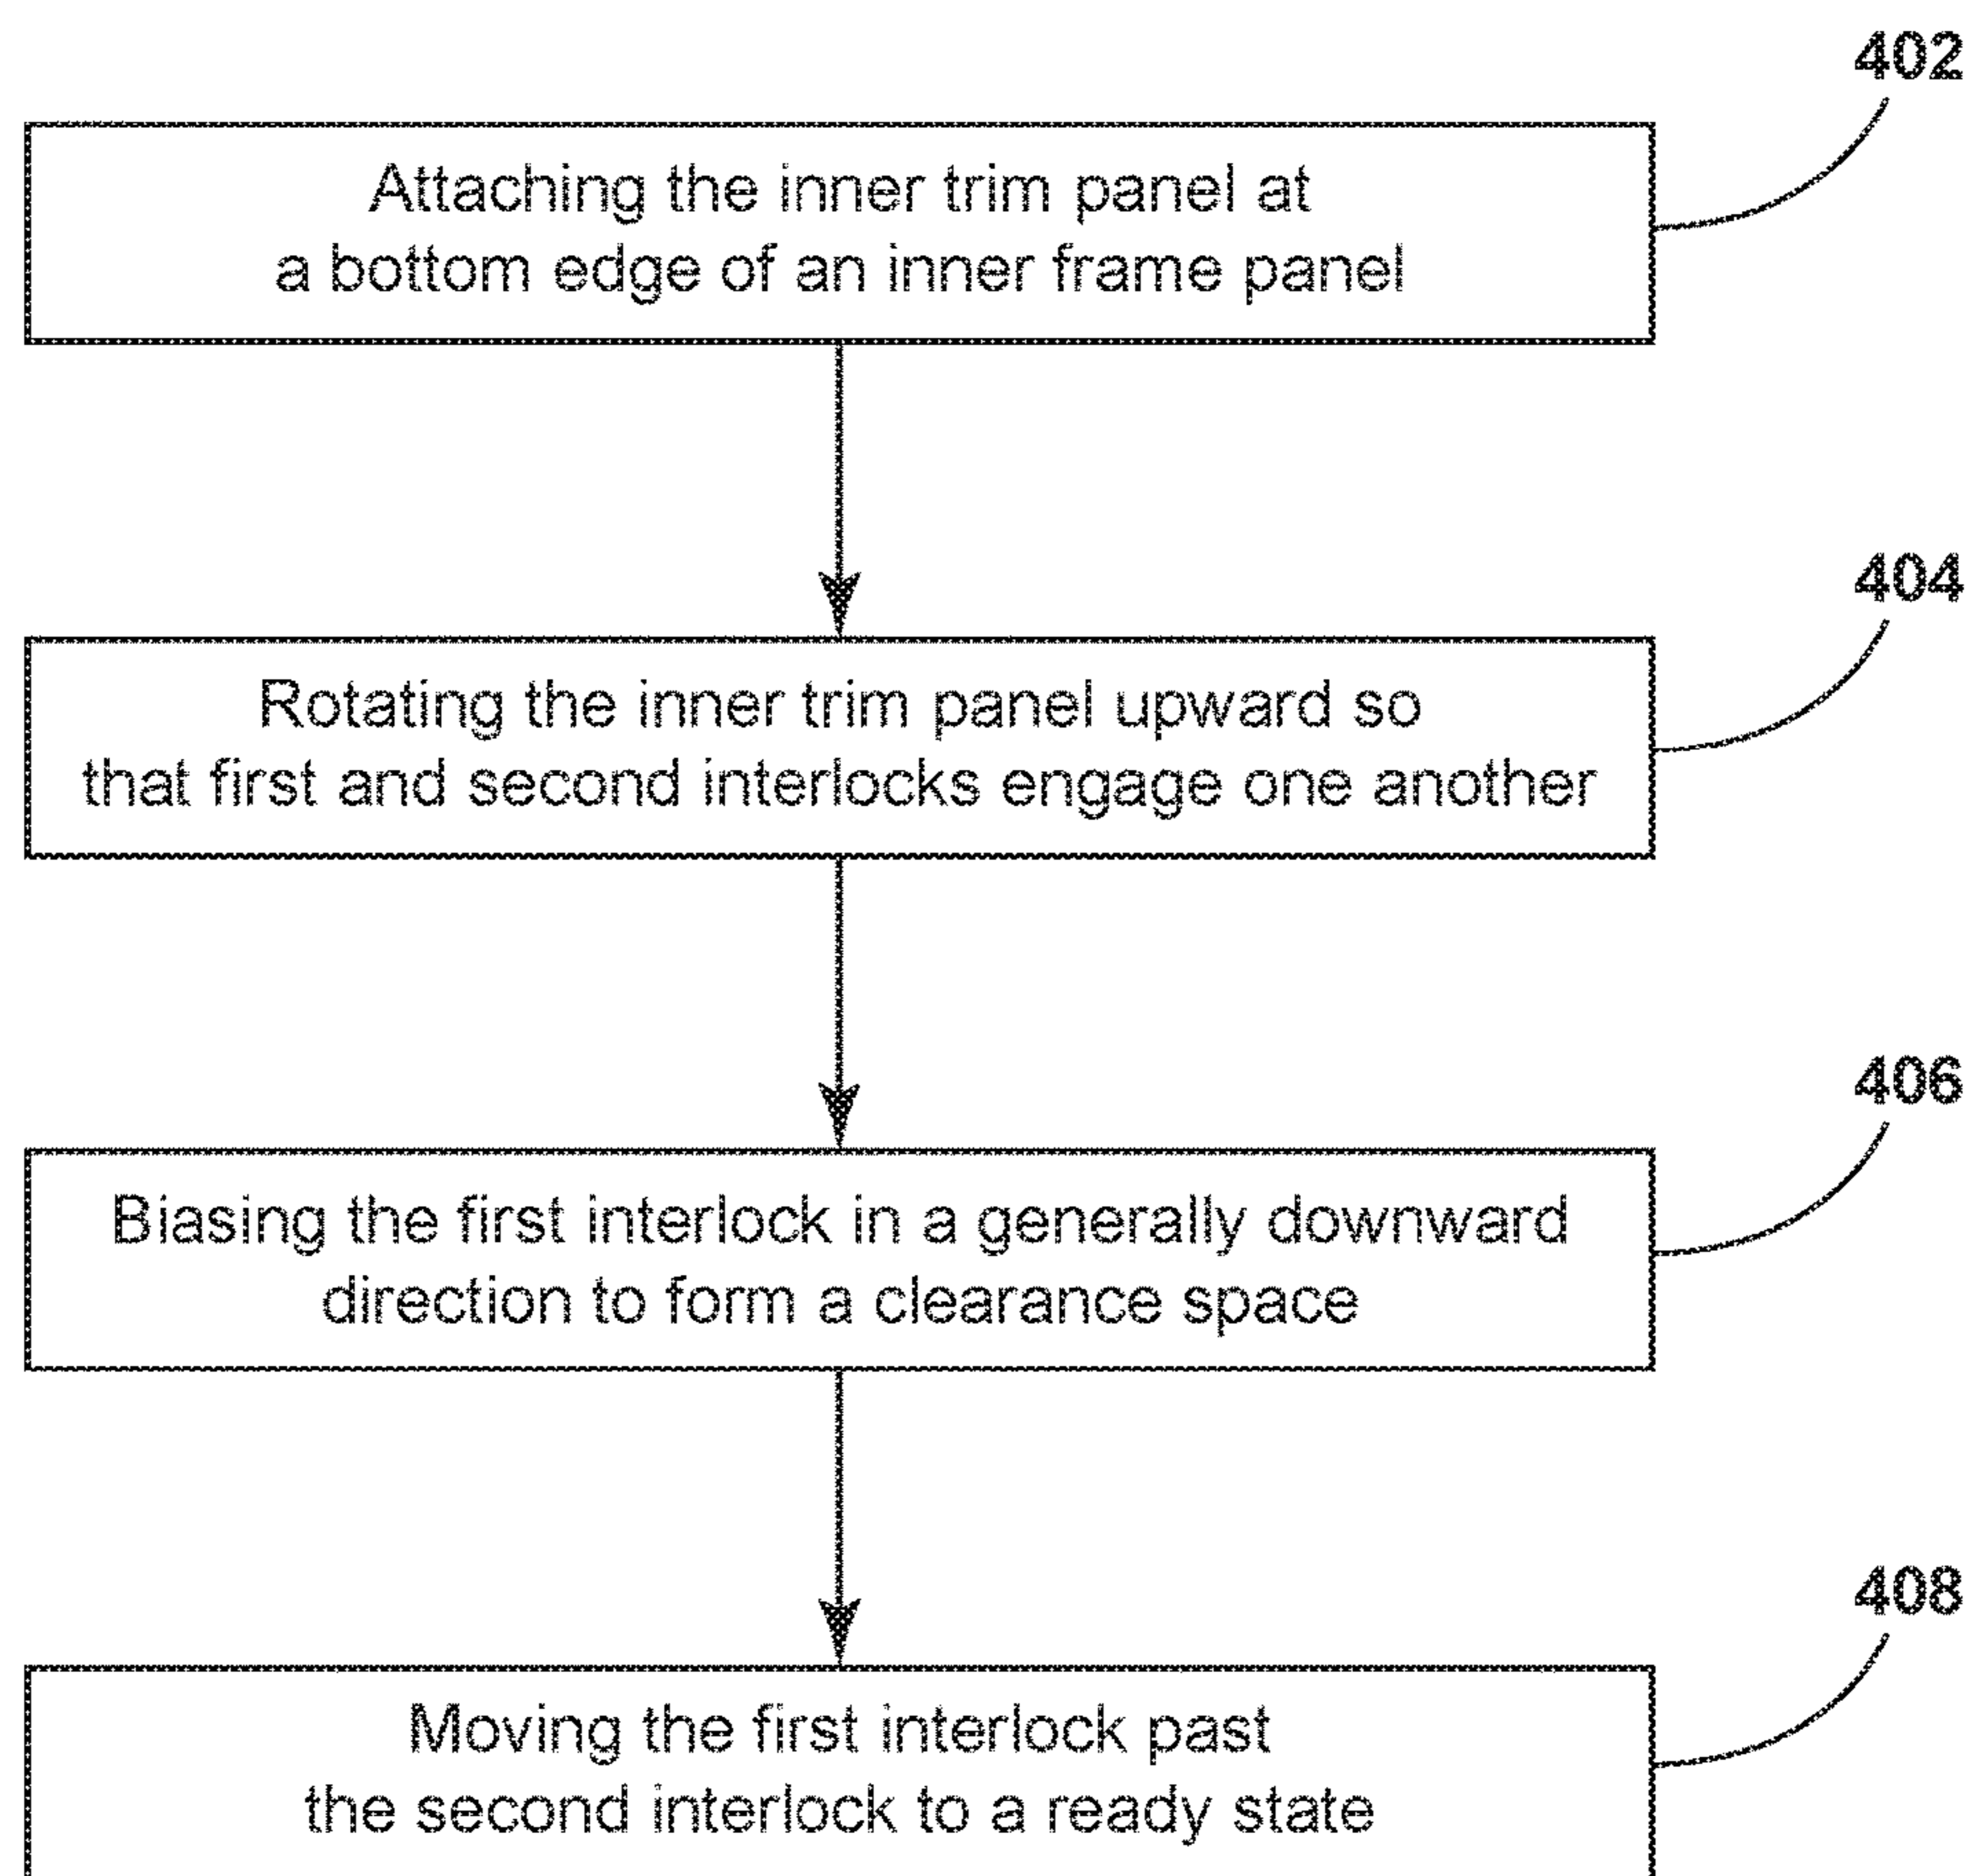 402
Attaching the inner trim panel at
a bottom edge of an inner frame panel
404
Rotating the inner trim panel upward so
that first and second interlocks engage one another
406
Biasing the first interlock in a generally downward
direction to form a clearance space
408
Moving the first interlock past
the second interlock to a ready state